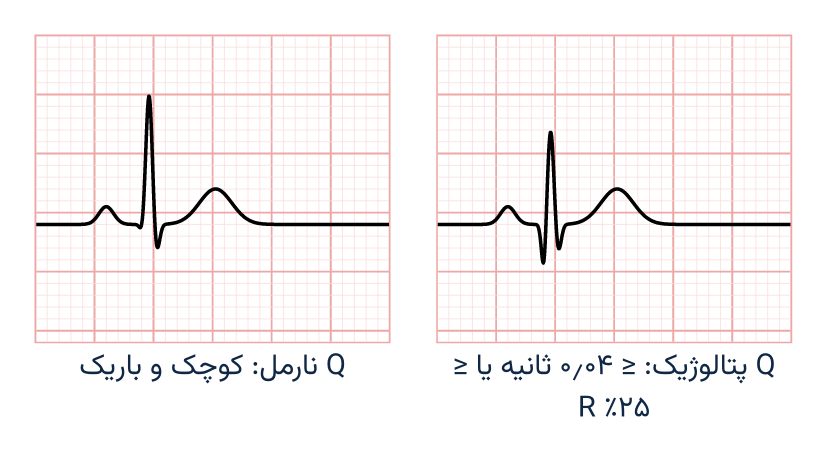 Q نارمل: کوچک و باریک
Q پتالوژیک: ≥ ۰٫۰۴ ثانیه یا ≥
۲۵٪ R